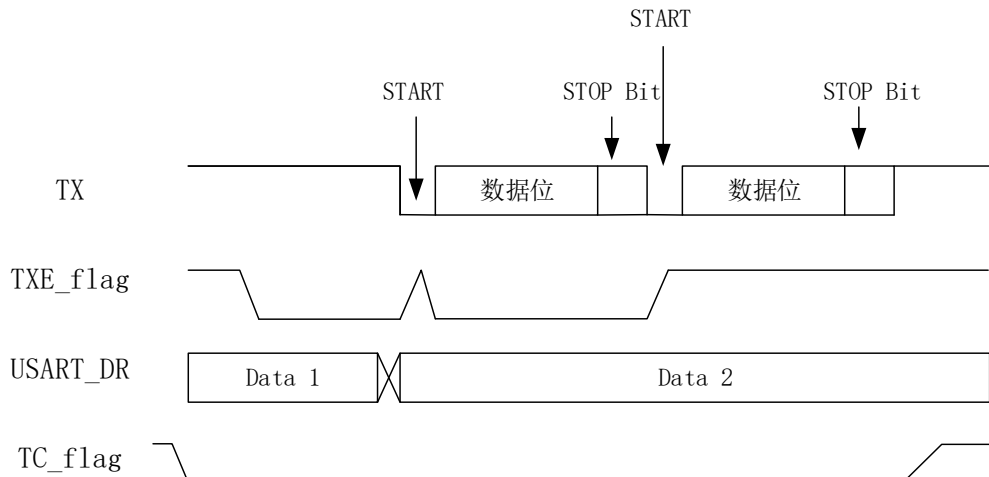 START
START
STOP Bit
STOP Bit
TX
数据位
数据位
TXE_flag
USART_DR
Data 1
Data 2
TC_flag